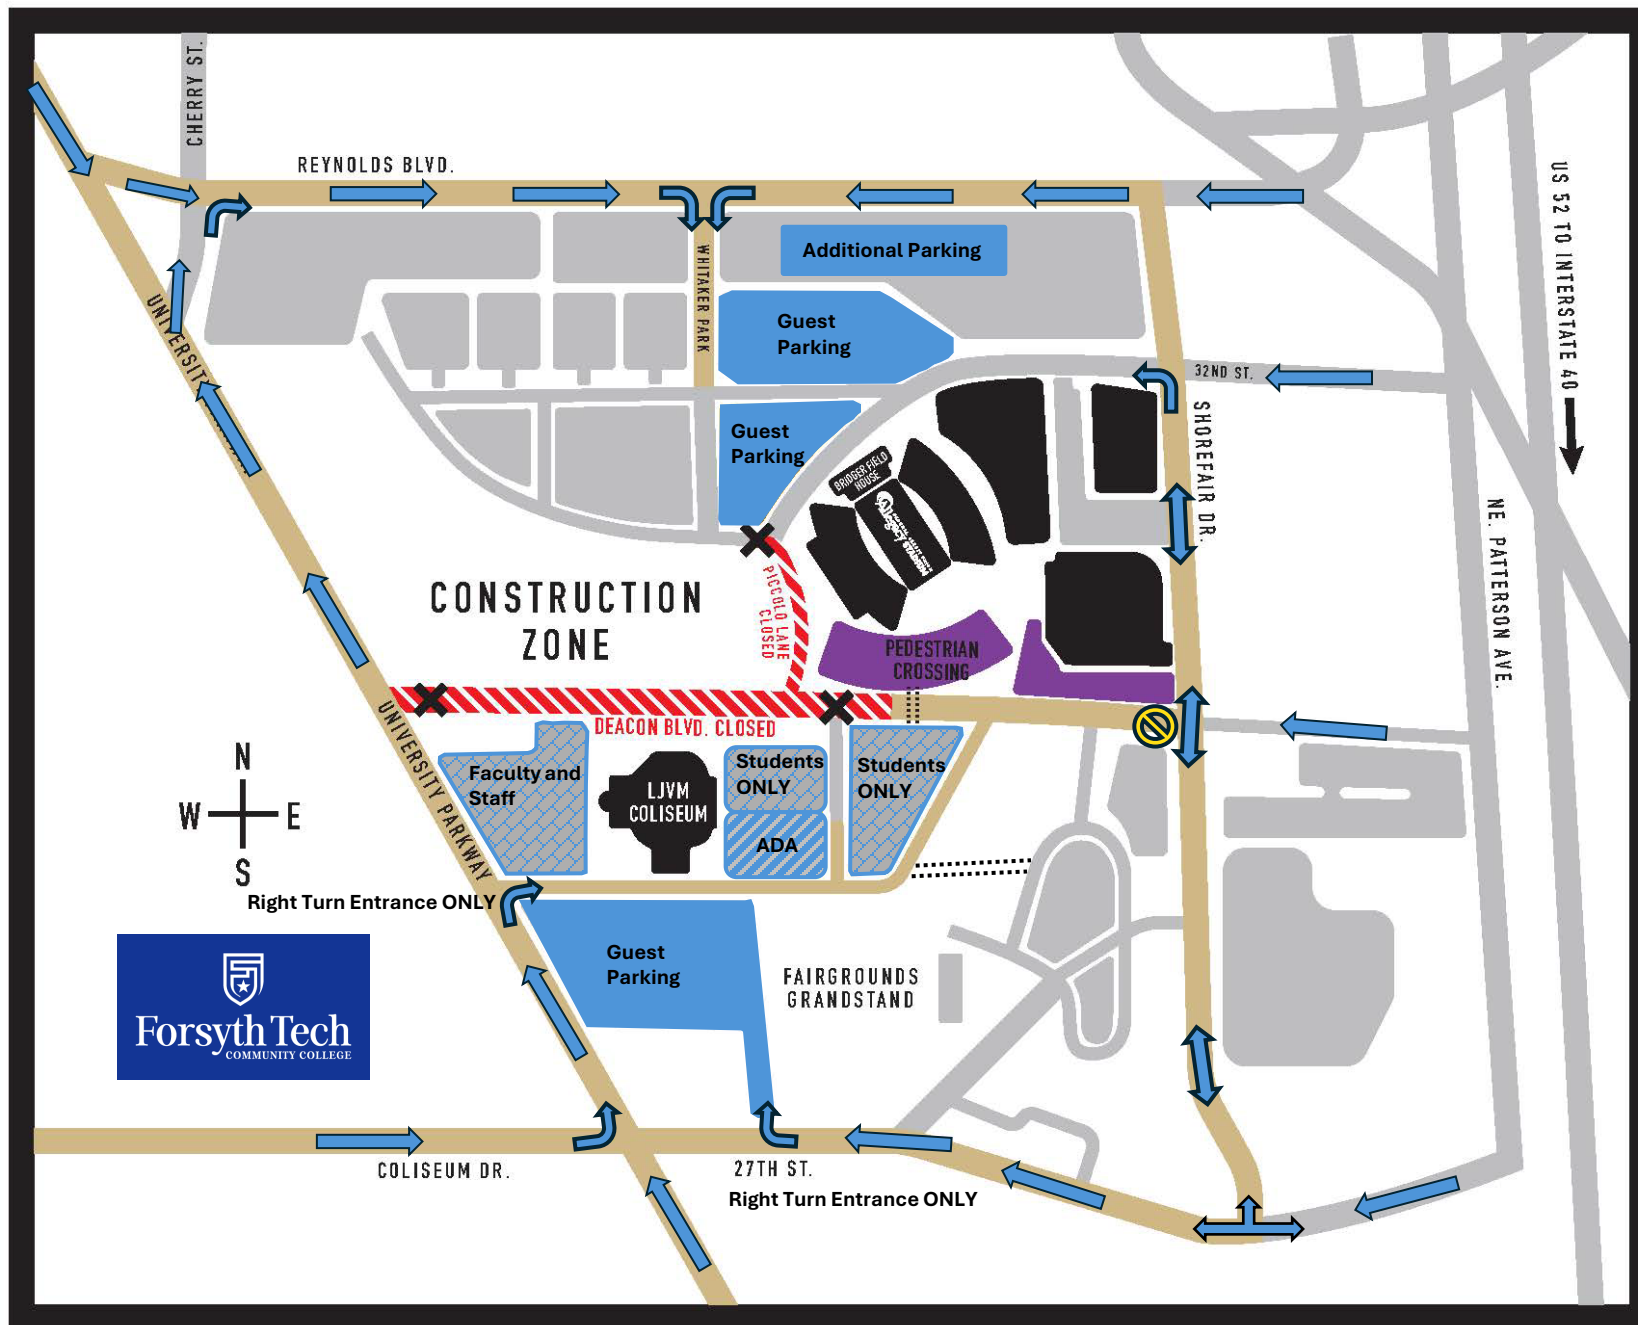 CHERRY ST.
REYNOLDS BLVD.
US 52 TO INTERSTATE 40
WHITAKER PARK
Additional Parking
Guest
Parking
32ND ST.
UNIVERSITY
SHOREFAIR DR.
Guest
Parking
BRIDGER FIELD
HOUSE
Allegacy
STADIUM
NE. PATTERSON AVE.
CONSTRUCTION
ZONE
PICCOLO LANE
CLOSED
PEDESTRIAN
CROSSING
DEACON BLVD. CLOSED
UNIVERSITY PARKWAY
N
W
E
S
Faculty and
Staff
LJVM
COLISEUM
Students
ONLY
Students
ONLY
ADA
Right Turn Entrance ONLY
Guest
Parking
FAIRGROUNDS
GRANDSTAND
Forsyth Tech
COMMUNITY COLLEGE
COLISEUM DR.
27TH ST.
Right Turn Entrance ONLY